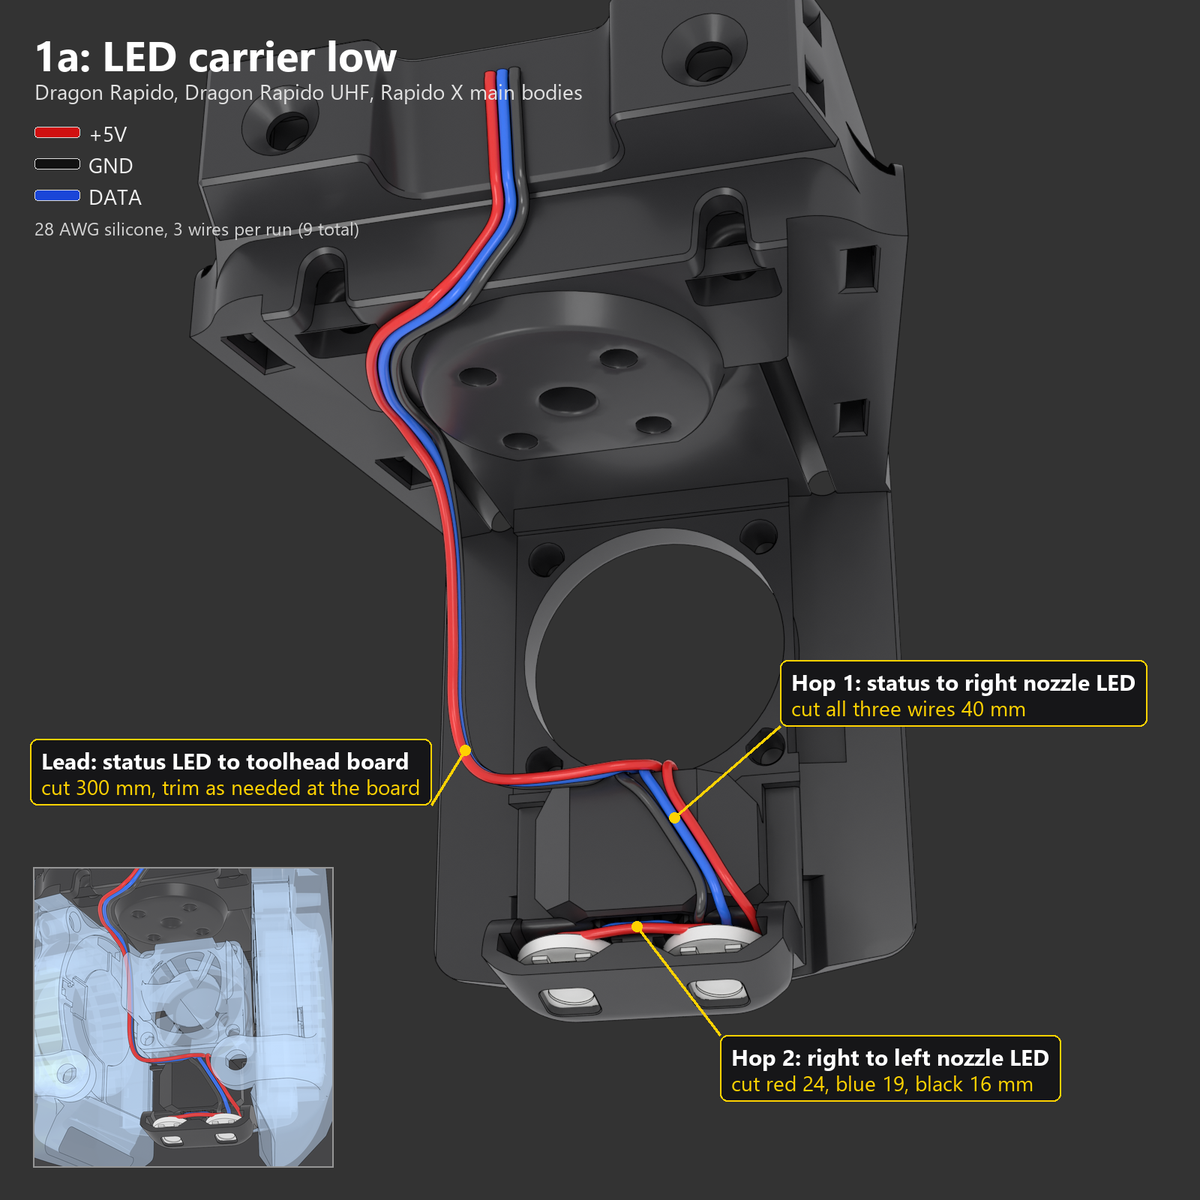 1a: LED carrier low
Dragon Rapido, Dragon Rapido UHF, Rapido X main bodies
+5V
GND
DATA
28 AWG silicone, 3 wires per run (9 total)
Hop 1: status to right nozzle LED
cut all three wires 40 mm
Lead: status LED to toolhead board
cut 300 mm, trim as needed at the board
Hop 2: right to left nozzle LED
cut red 24, blue 19, black 16 mm